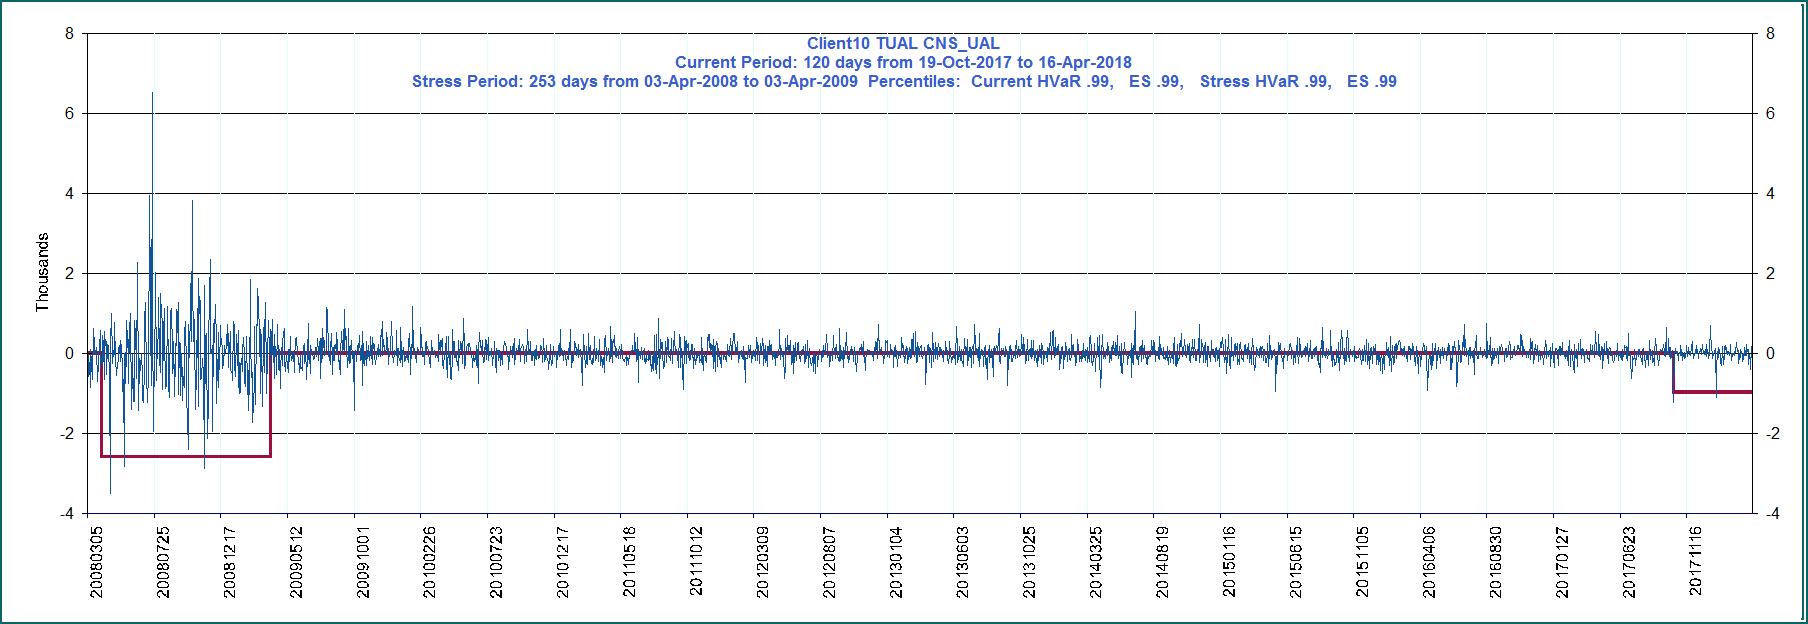 Client10 TUAL CNS_UAL
Current Period: 120 days from 19-Oct-2017 to 16-Apr-2018
Stress Period: 253 days from 03-Apr-2008 to 03-Apr-2009  Percentiles:  Current HVaR .99,   ES .99,   Stress HVaR .99,   ES .99
8 8
6 6
4 4
2 2
0 0
-2 -2
-4 -4
Thousands
20080305 20080725 20081217 20090512 20091001 20100226 20100723 20101217 20110518 20111012 20120309 20120807 20130104 20130603 20131025 20140325 20140819 20150116 20150615 20151105 20160406 20160830 20170127 20170623 20171116